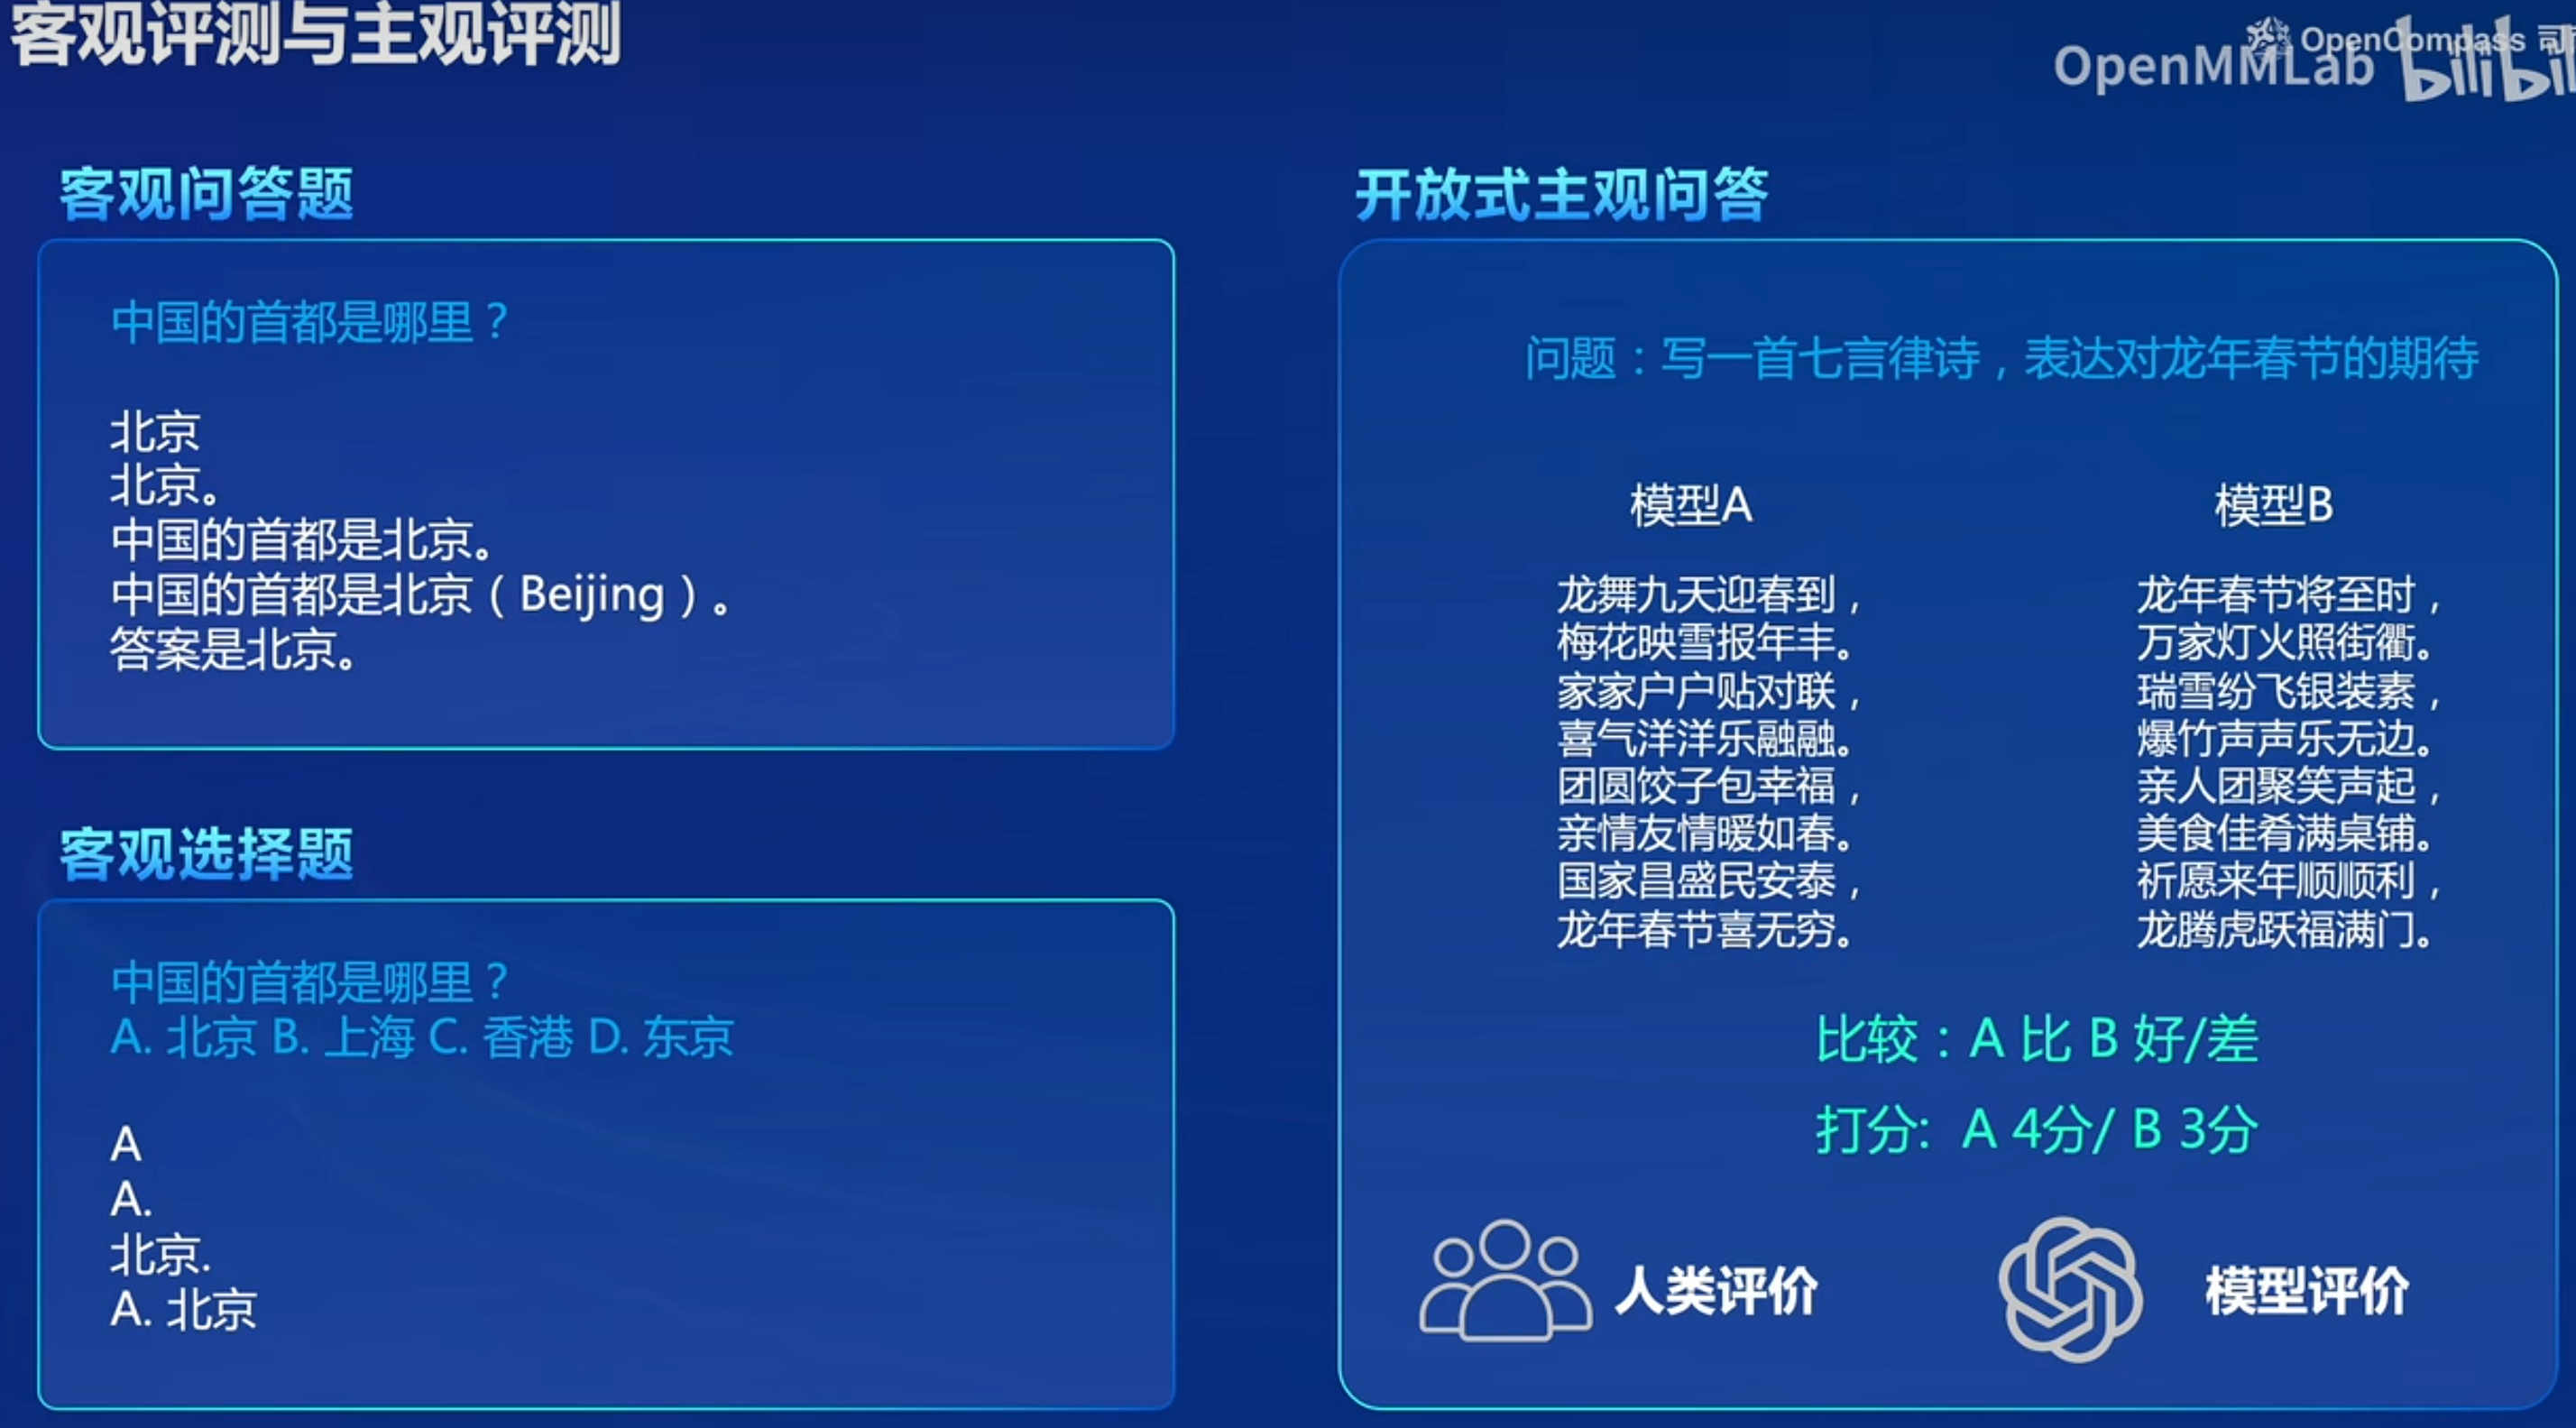 客观评测与主观评测
OpenCompass 司
OpenMMLab
bilibili
客观问答题
中国的首都是哪里？
北京
北京。
中国的首都是北京。
中国的首都是北京（Beijing）。
答案是北京。
客观选择题
中国的首都是哪里？
A. 北京 B. 上海 C. 香港 D. 东京
A
A.
北京.
A. 北京
开放式主观问答
问题：写一首七言律诗，表达对龙年春节的期待
模型A
龙舞九天迎春到，
梅花映雪报年丰。
家家户户贴对联，
喜气洋洋乐融融。
团圆饺子包幸福，
亲情友情暖如春。
国家昌盛民安泰，
龙年春节喜无穷。
模型B
龙年春节将至时，
万家灯火照街衢。
瑞雪纷飞银装素，
爆竹声声乐无边。
亲人团聚笑声起，
美食佳肴满桌铺。
祈愿来年顺顺利，
龙腾虎跃福满门。
比较：A 比 B 好/差
打分: A 4分/ B 3分
人类评价
模型评价